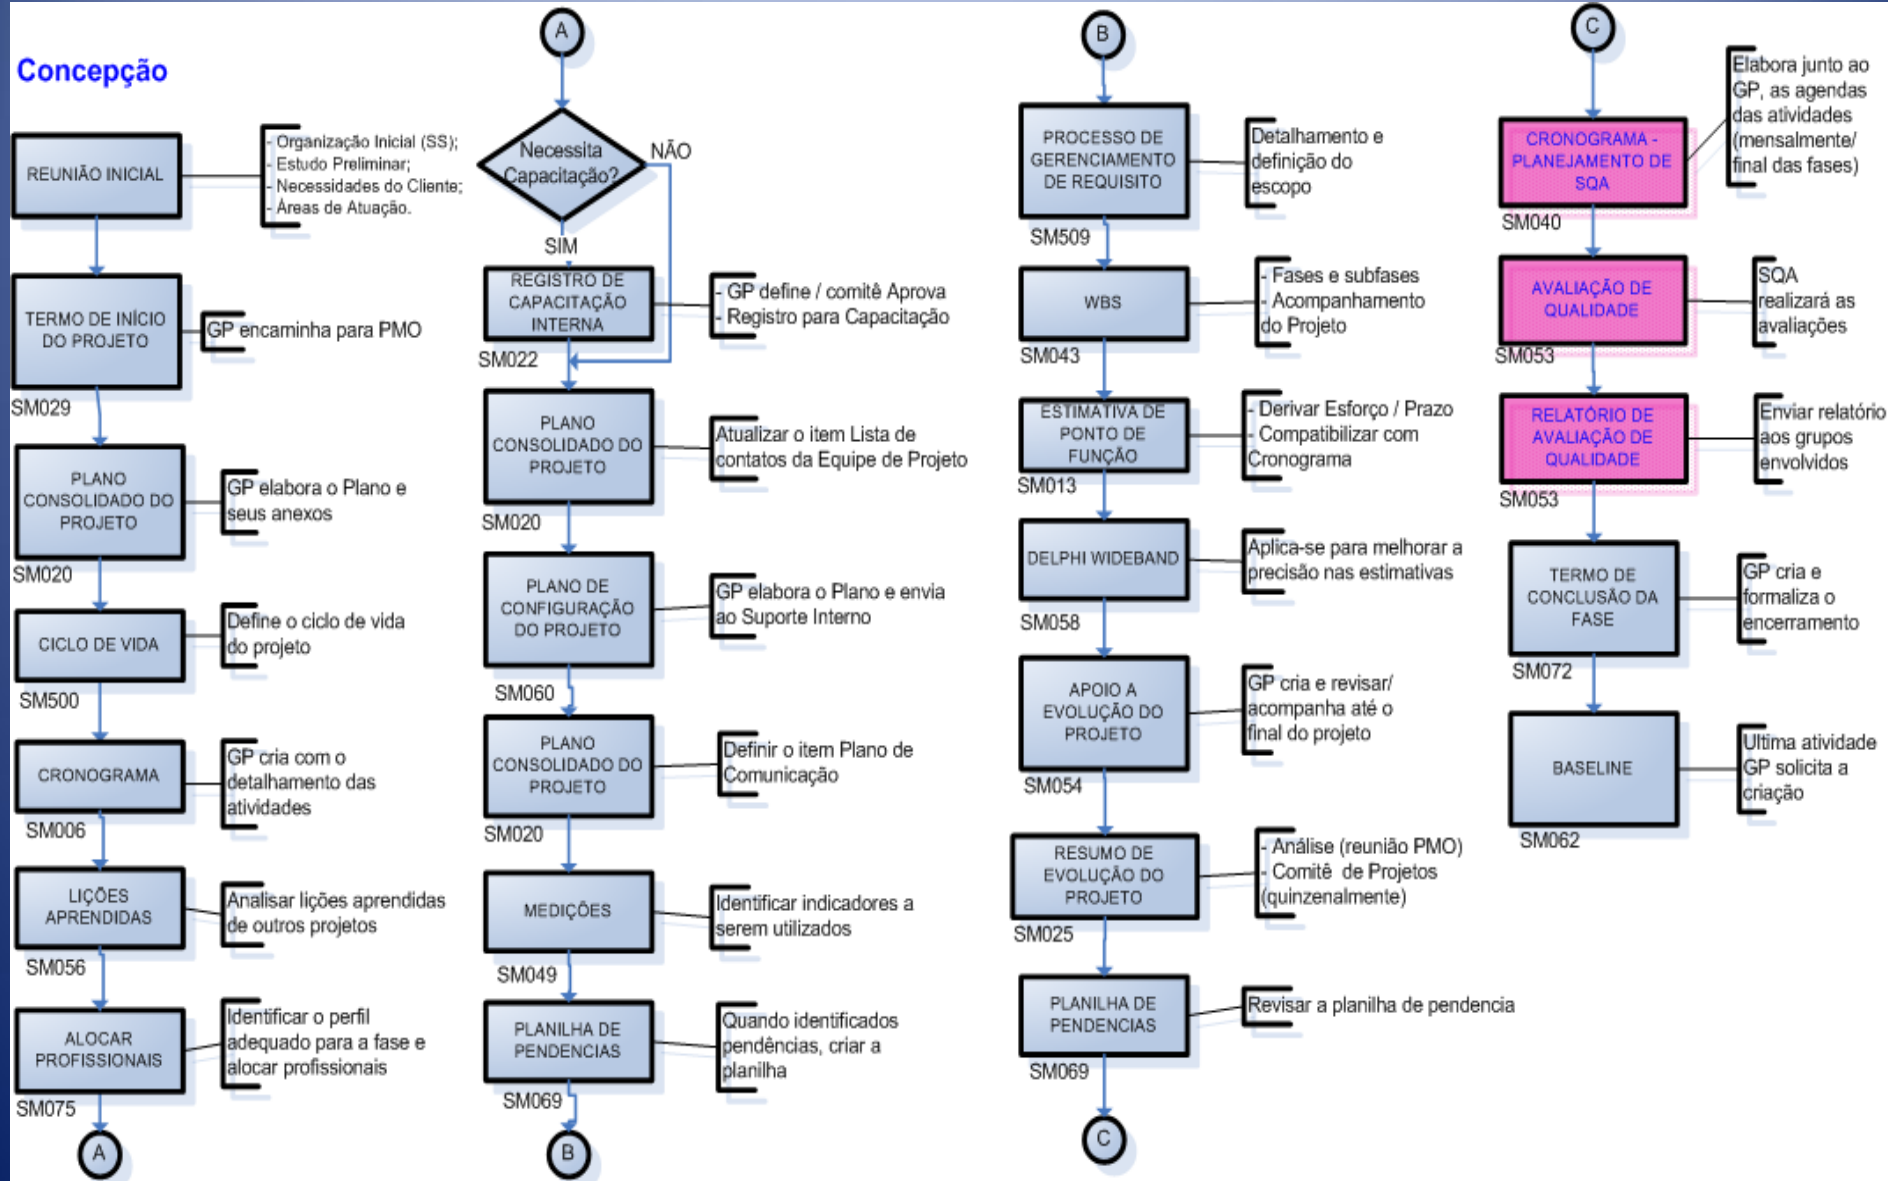 Concepção
REUNIÃO INICIAL
- Organização Inicial (SS);
- Estudo Preliminar;
- Necessidades do Cliente;
- Áreas de Atuação.
TERMO DE INÍCIO
DO PROJETO
GP encaminha para PMO
SM029
PLANO
CONSOLIDADO DO
PROJETO
GP elabora o Plano e
seus anexos
SM020
CICLO DE VIDA
Define o ciclo de vida
do projeto
SM500
CRONOGRAMA
GP cria com o
detalhamento das
atividades
SM006
LIÇÕES
APRENDIDAS
Analisar lições aprendidas
de outros projetos
SM056
ALOCAR
PROFISSIONAIS
Identificar o perfil
adequado para a fase e
alocar profissionais
SM075
A
A
Necessita
Capacitação?
NÃO
SIM
REGISTRO DE
CAPACITAÇÃO
INTERNA
- GP define / comitê Aprova
- Registro para Capacitação
SM022
PLANO
CONSOLIDADO DO
PROJETO
Atualizar o item Lista de
contatos da Equipe de Projeto
SM020
PLANO DE
CONFIGURAÇÃO
DO PROJETO
GP elabora o Plano e envia
ao Suporte Interno
SM060
PLANO
CONSOLIDADO DO
PROJETO
Definir o item Plano de
Comunicação
SM020
MEDIÇÕES
Identificar indicadores a
serem utilizados
SM049
PLANILHA DE
PENDENCIAS
Quando identificados
pendências, criar a
planilha
SM069
B
B
PROCESSO DE
GERENCIAMENTO
DE REQUISITO
Detalhamento e
definição do
escopo
SM509
WBS
- Fases e subfases
- Acompanhamento
do Projeto
SM043
ESTIMATIVA DE
PONTO DE
FUNÇÃO
- Derivar Esforço / Prazo
- Compatibilizar com
Cronograma
SM013
DELPHI WIDEBAND
Aplica-se para melhorar a
precisão nas estimativas
SM058
APOIO A
EVOLUÇÃO DO
PROJETO
GP cria e revisar/
acompanha até o
final do projeto
SM054
RESUMO DE
EVOLUÇÃO DO
PROJETO
- Análise (reunião PMO)
- Comitê de Projetos
(quinzenalmente)
SM025
PLANILHA DE
PENDENCIAS
Revisar a planilha de pendencia
SM069
C
C
CRONOGRAMA -
PLANEJAMENTO DE
SQA
Elabora junto ao
GP, as agendas
das atividades
(mensalmente/
final das fases)
SM040
AVALIAÇÃO DE
QUALIDADE
SQA
realizará as
avaliações
SM053
RELATÓRIO DE
AVALIAÇÃO DE
QUALIDADE
Enviar relatório
aos grupos
envolvidos
SM053
TERMO DE
CONCLUSÃO DA
FASE
GP cria e
formaliza o
encerramento
SM072
BASELINE
Ultima atividade
GP solicita a
criação
SM062